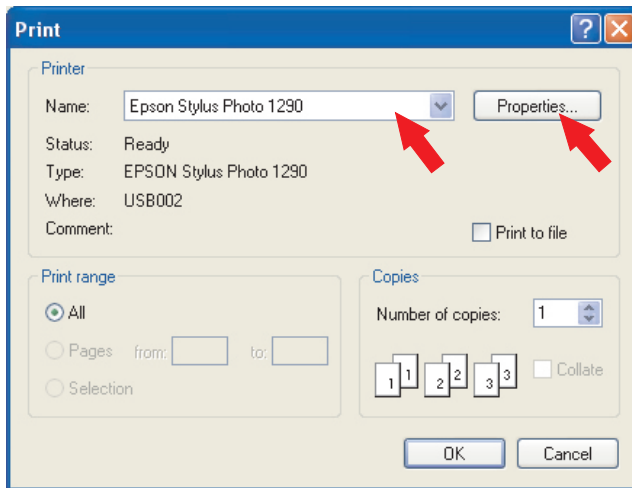 Print
Printer
Name: Epson Stylus Photo 1290 Properties...
Status: Ready
Type: EPSON Stylus Photo 1290
Where: USB002
Comment: Print to file
Print range
All
Pages from: to:
Selection
Copies
Number of copies: 1
1 1 2 2 3 3 Collate
OK Cancel